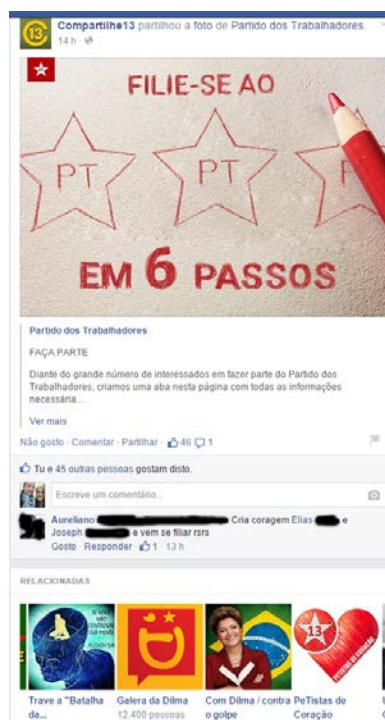 Compartilhe13 partilhou a foto de Partido dos Trabalhadores.
14 h ·
FILIE-SE AO
PT PT P
EM 6 PASSOS
Partido dos Trabalhadores
FAÇA PARTE
Diante do grande número de interessados em fazer parte do Partido dos
Trabalhadores, criamos uma aba nesta página com todas as informações
necessária...
Ver mais
Não gosto · Comentar · Partilhar · 46 1
Tu e 45 outras pessoas gostam disto.
Escreve um comentário...
Aureliano Cria coragem Elias e
Joseph e vem se filiar rsrs
Gosto · Responder · 1 · 13 h
RELACIONADAS
13
Trave a "Batalha da...
Galera da Dilma
12.400 pessoas
Com Dilma / contra o golpe
PeTistas de Coração